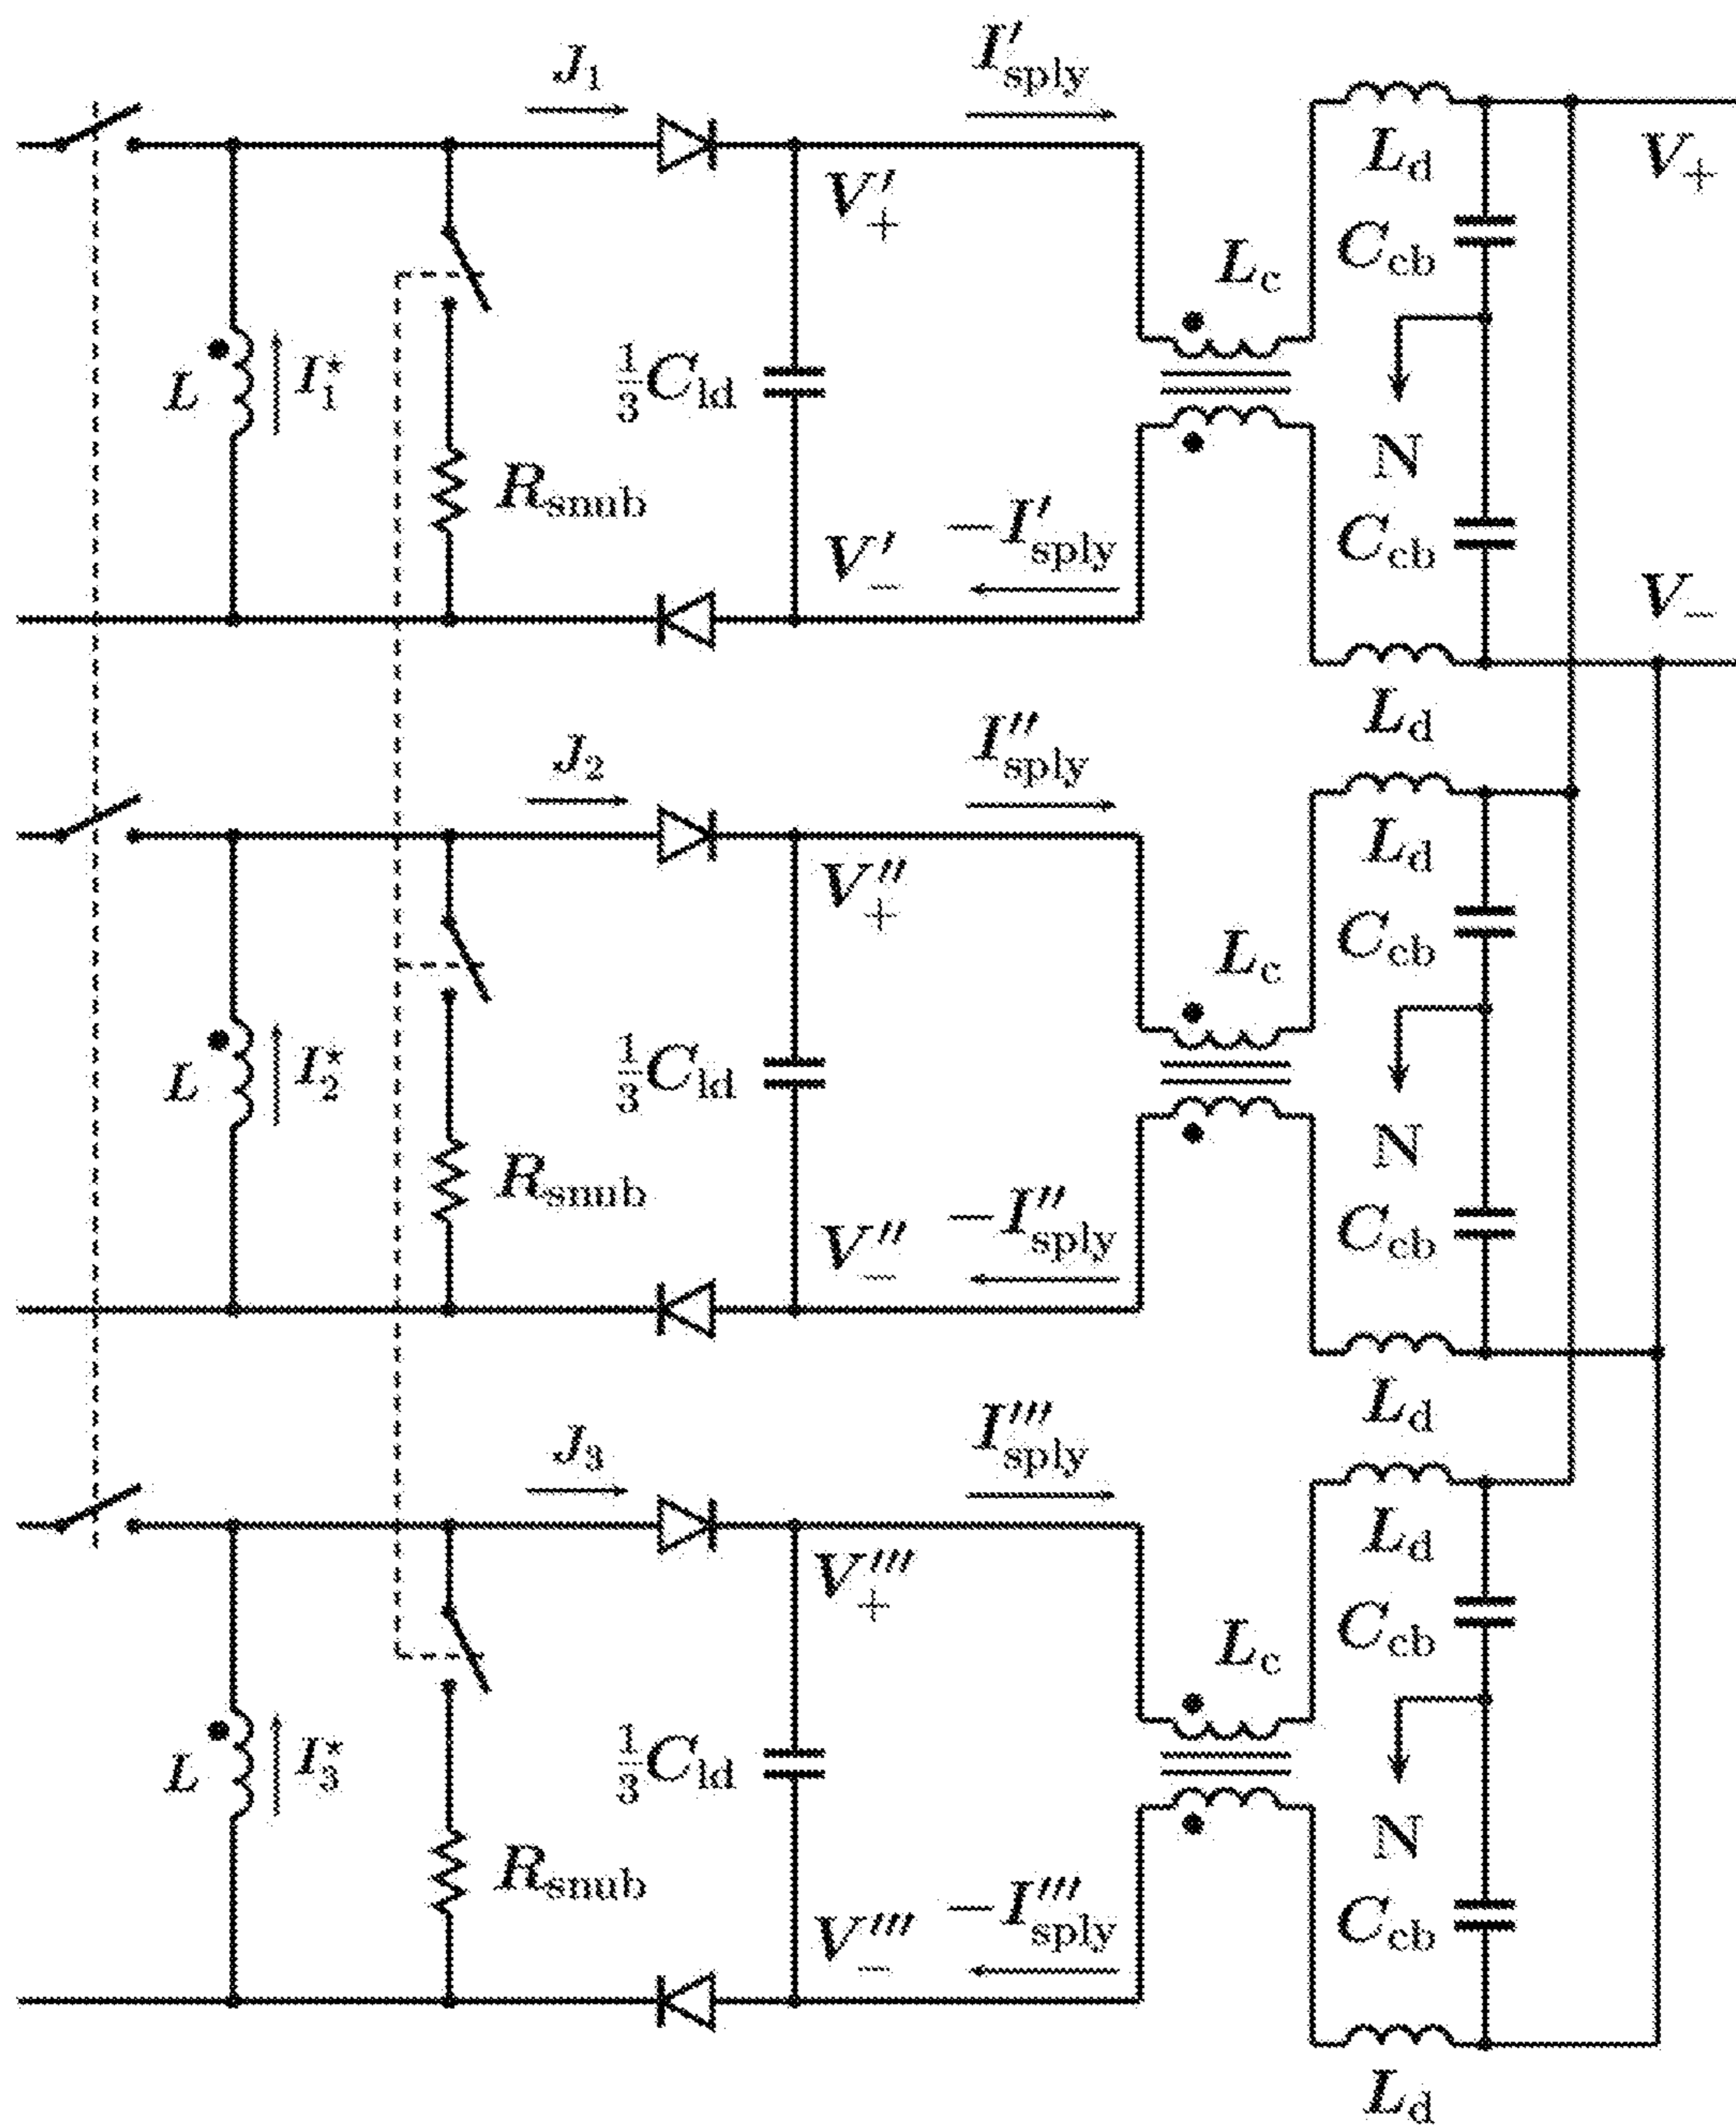 J₁
I′sply
Ld
V₊
V′₊
Ccb
Lc
L
I₁*
⅓Cld
N
Rsnub
V′₋
−I′sply
Ccb
V₋
Ld
J₂
I″sply
Ld
V″₊
Ccb
Lc
L
I₂*
⅓Cld
N
Rsnub
V″₋
−I″sply
Ccb
Ld
J₃
I‴sply
Ld
V‴₊
Ccb
Lc
L
I₃*
⅓Cld
N
Rsnub
V‴₋
−I‴sply
Ccb
Ld